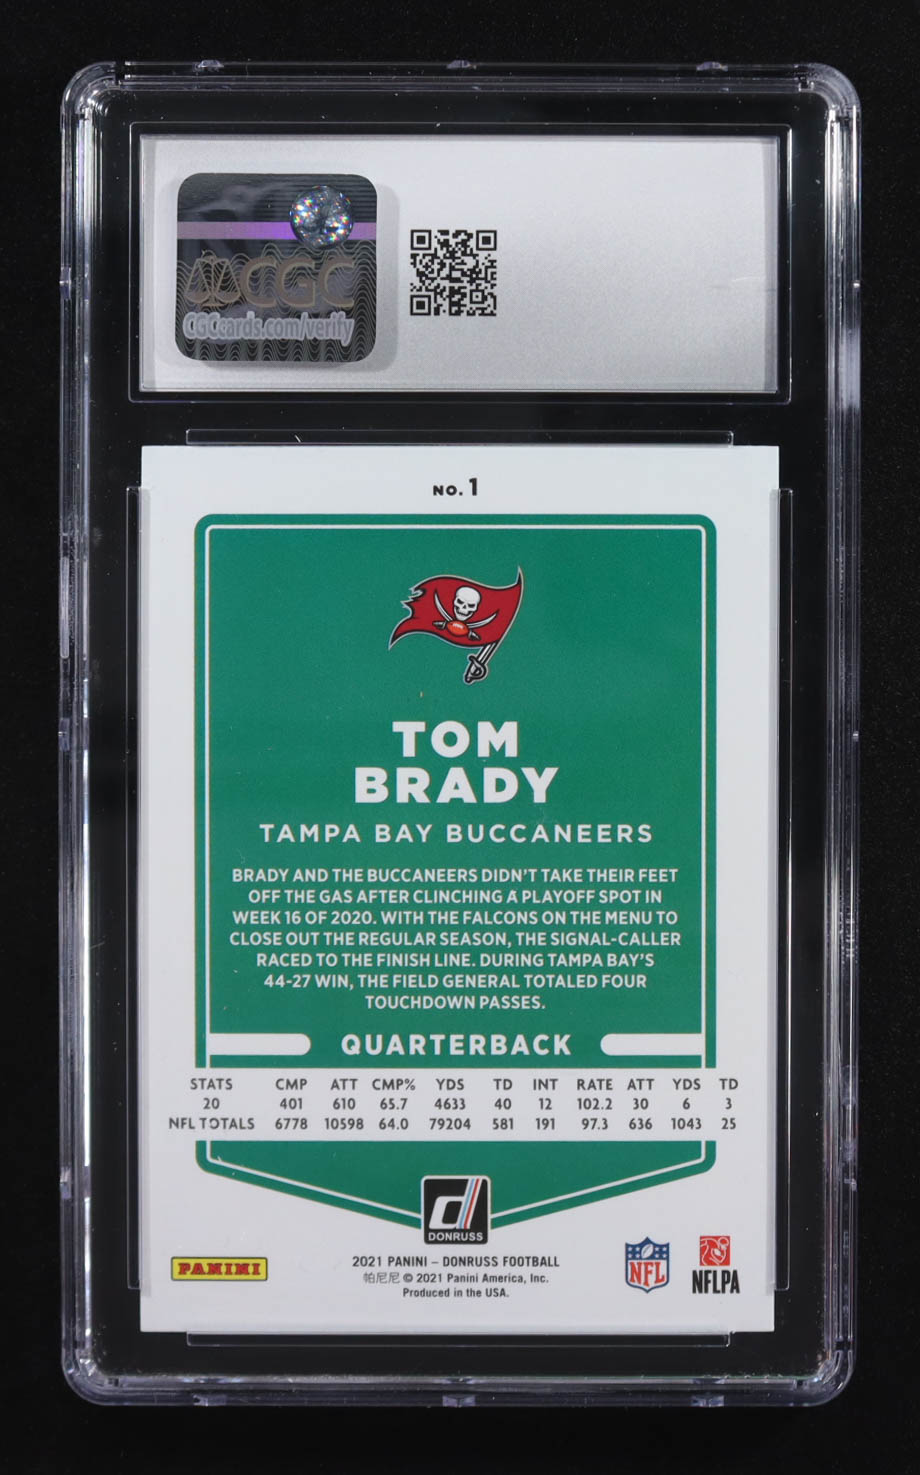 CGC
CGCcards.com/verify
NO. 1
TOM
BRADY
TAMPA BAY BUCCANEERS
BRADY AND THE BUCCANEERS DIDN'T TAKE THEIR FEET
OFF THE GAS AFTER CLINCHING A PLAYOFF SPOT IN
WEEK 16 OF 2020. WITH THE FALCONS ON THE MENU TO
CLOSE OUT THE REGULAR SEASON, THE SIGNAL-CALLER
RACED TO THE FINISH LINE. DURING TAMPA BAY'S
44-27 WIN, THE FIELD GENERAL TOTALED FOUR
TOUCHDOWN PASSES.
QUARTERBACK
STATS CMP ATT CMP% YDS TD INT RATE ATT YDS TD
20 401 610 65.7 4633 40 12 102.2 30 6 3
NFL TOTALS 6778 10598 64.0 79204 581 191 97.3 636 1043 25
d
DONRUSS
PANINI
2021 PANINI – DONRUSS FOOTBALL
帕尼尼 © 2021 Panini America, Inc.
Produced in the USA.
NFL
NFLPA